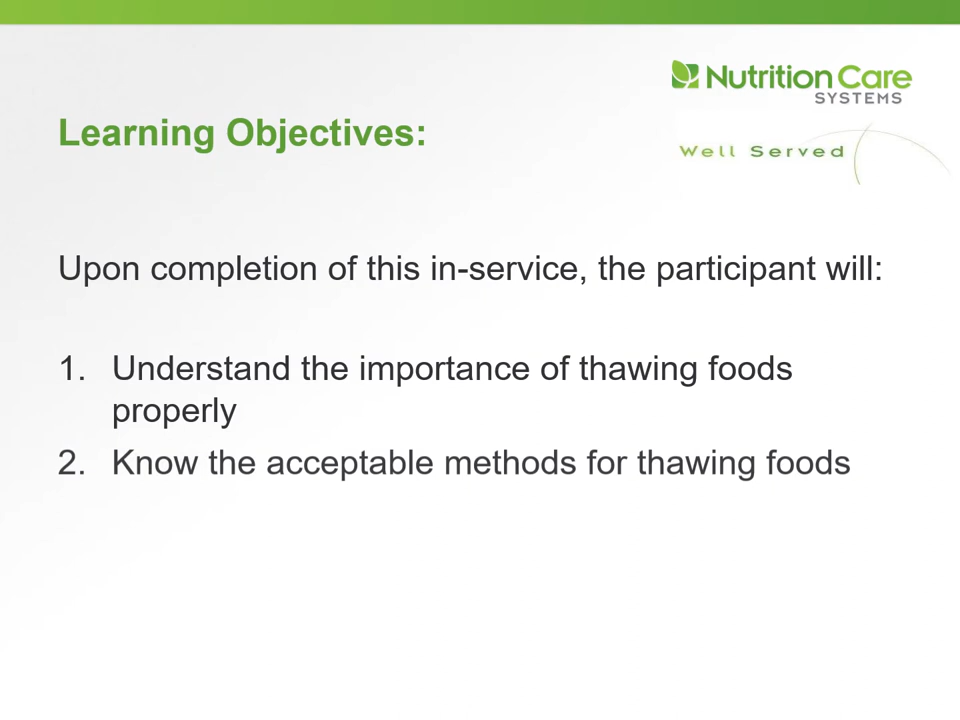 Nutrition Care
SYSTEMS
Learning Objectives:
Well Served
Upon completion of this in-service, the participant will:
1. Understand the importance of thawing foods
properly
2. Know the acceptable methods for thawing foods